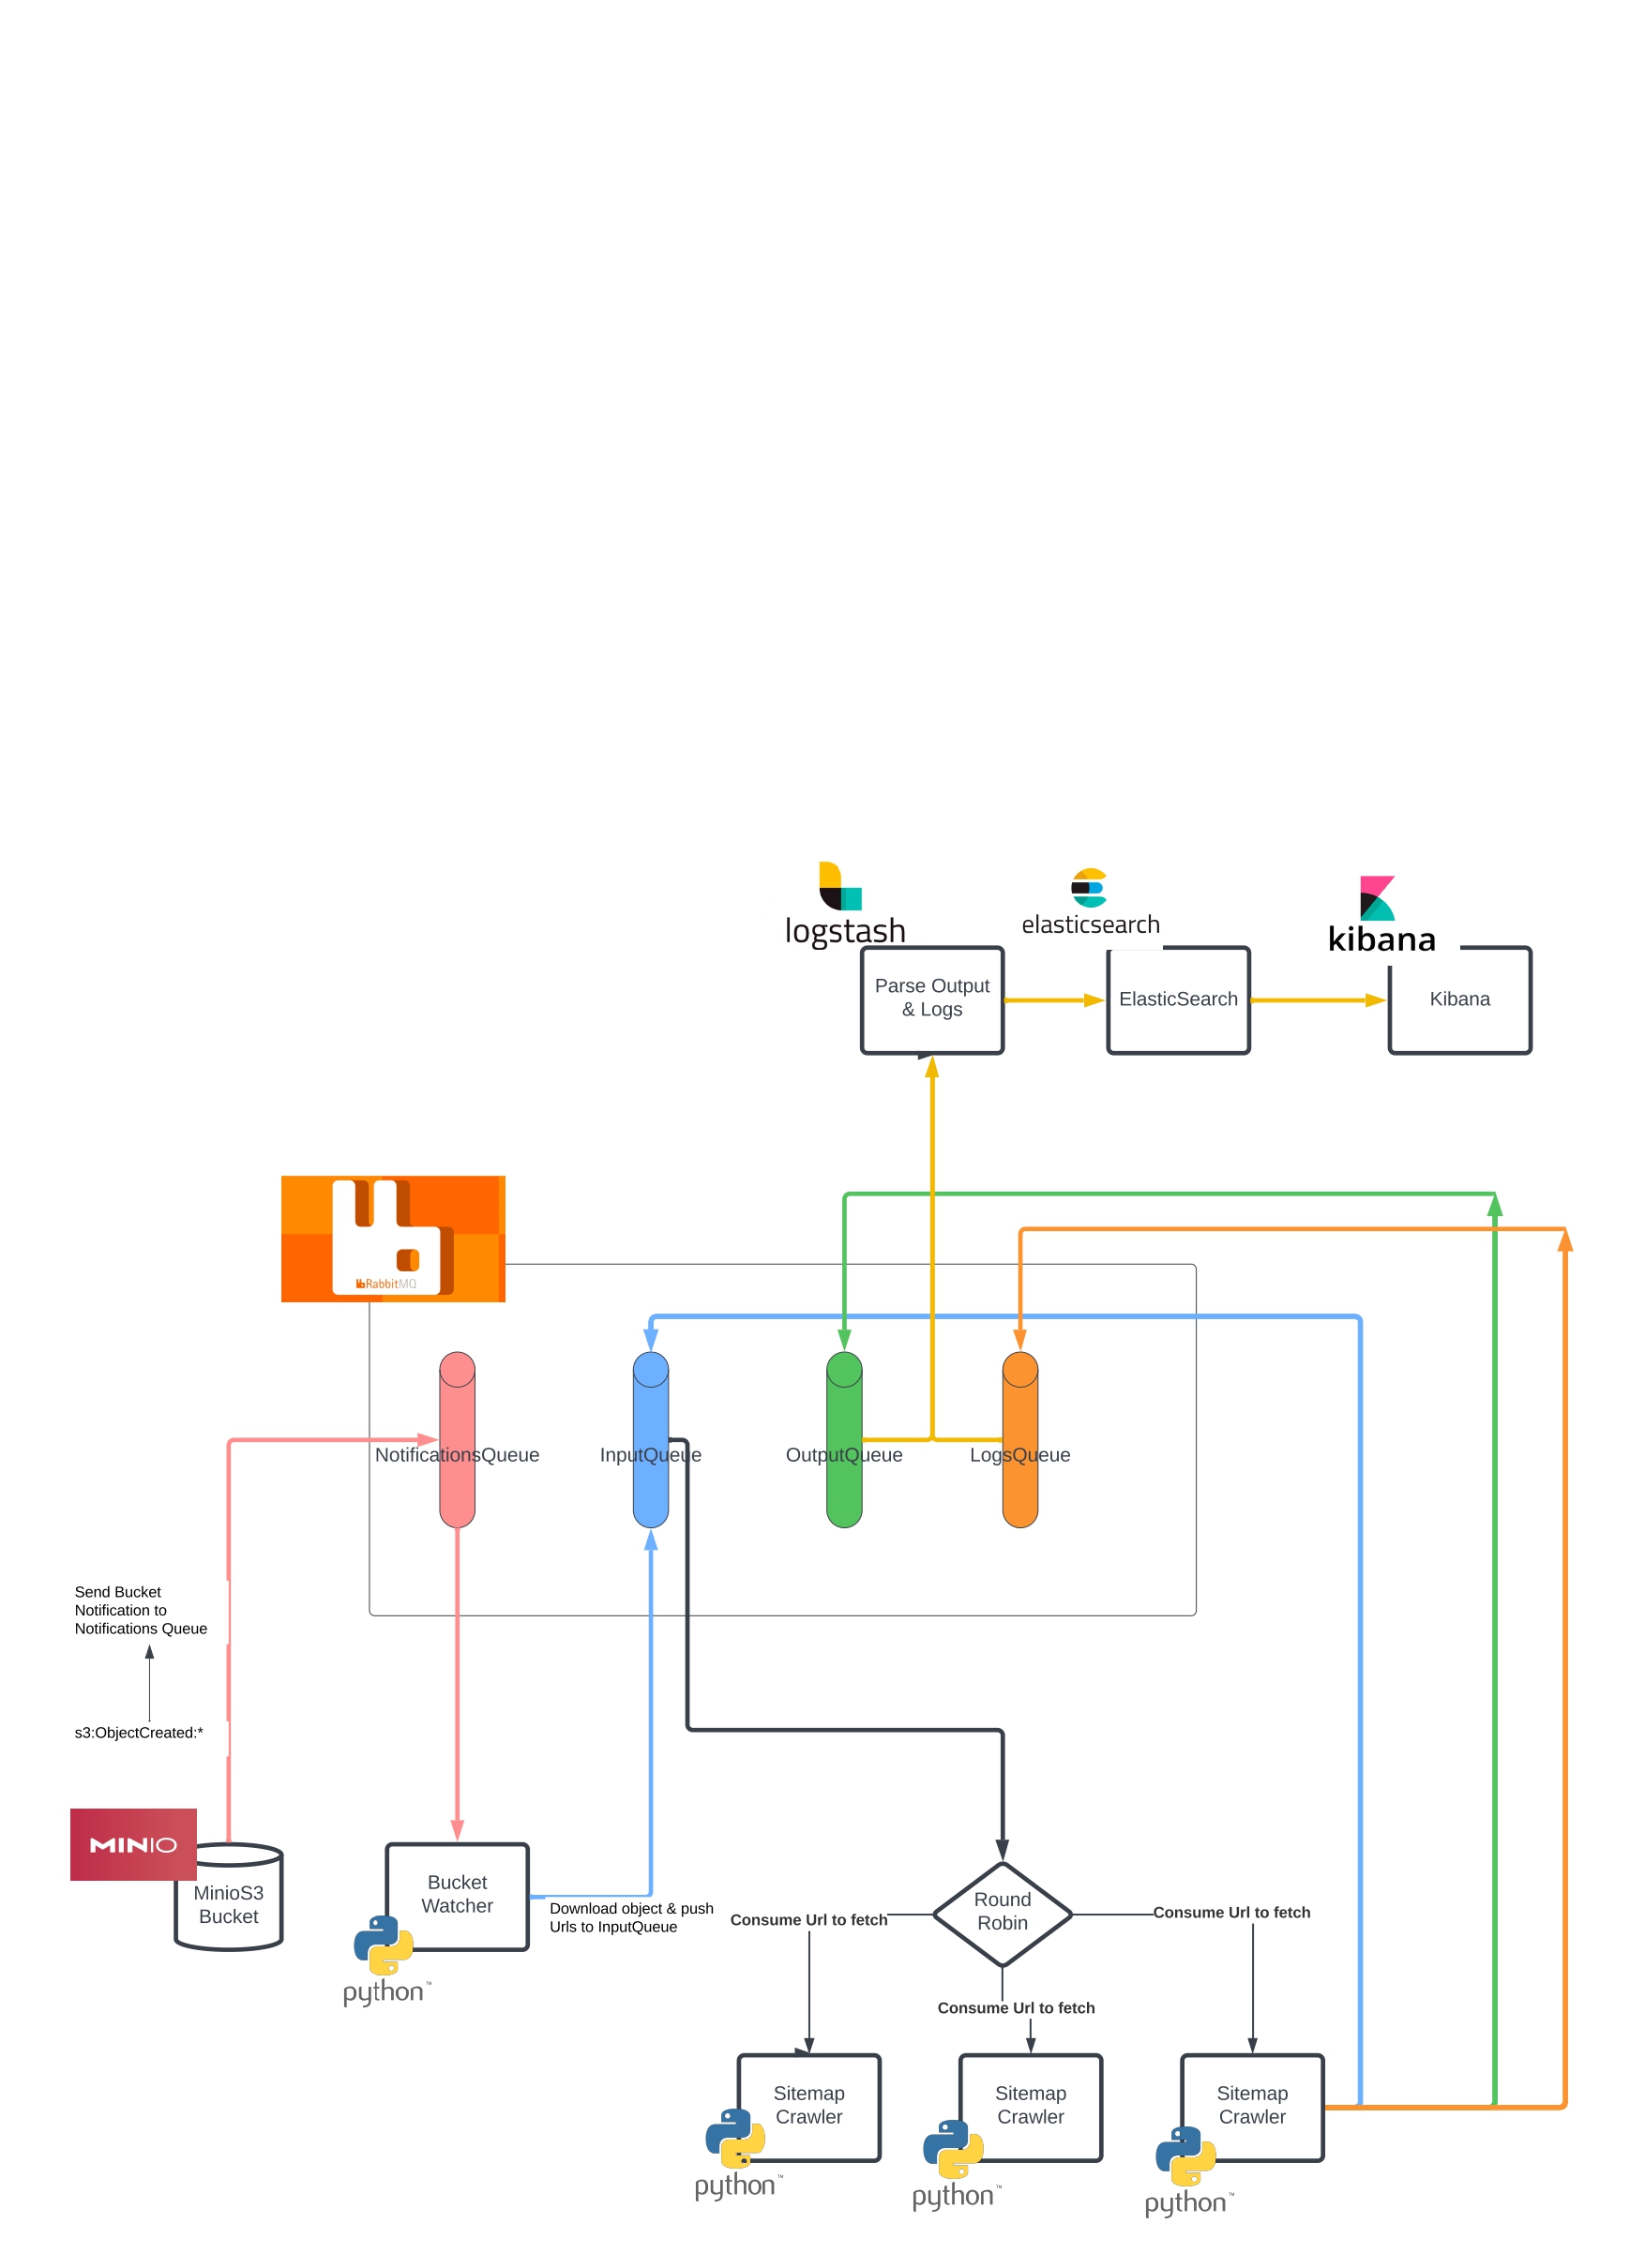 logstash
elasticsearch
kibana
Parse Output
& Logs
ElasticSearch
Kibana
RabbitMQ
NotificationsQueue
InputQueue
OutputQueue
LogsQueue
Send Bucket
Notification to
Notifications Queue
s3:ObjectCreated:*
MINIO
MinioS3
Bucket
Bucket
Watcher
python™
Download object & push
Urls to InputQueue
Round
Robin
Consume Url to fetch
Consume Url to fetch
Consume Url to fetch
Sitemap
Crawler
Sitemap
Crawler
Sitemap
Crawler
python™
python™
python™